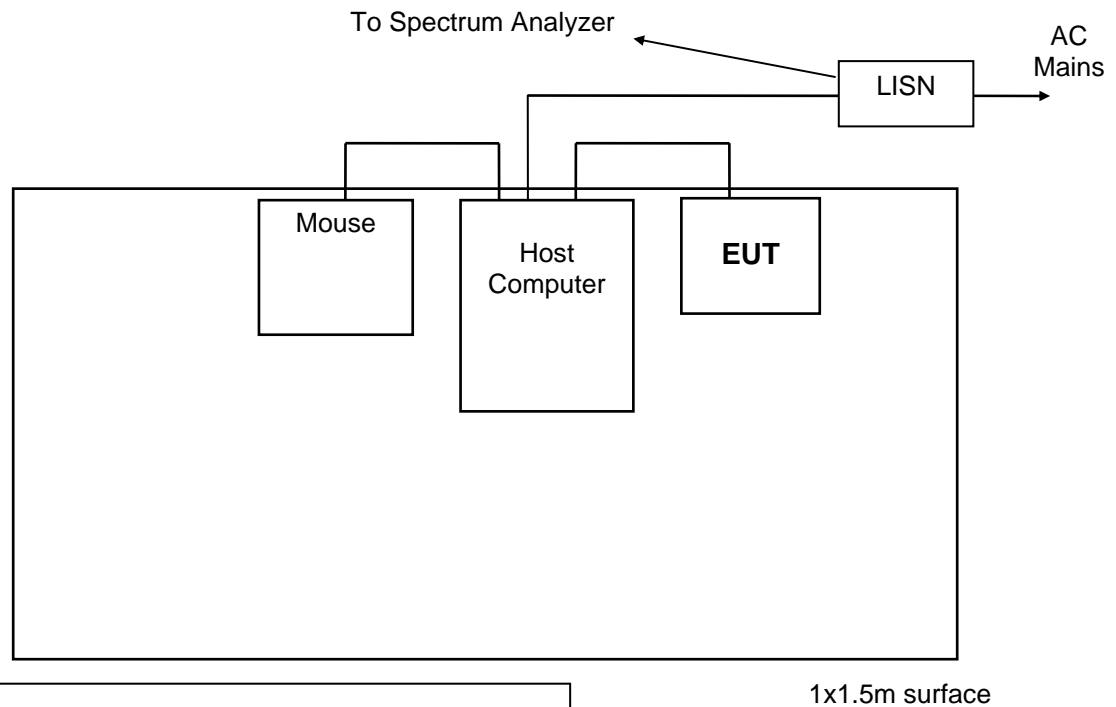 To Spectrum Analyzer
AC
Mains
LISN
Mouse
Host
Computer
EUT
1x1.5m surface